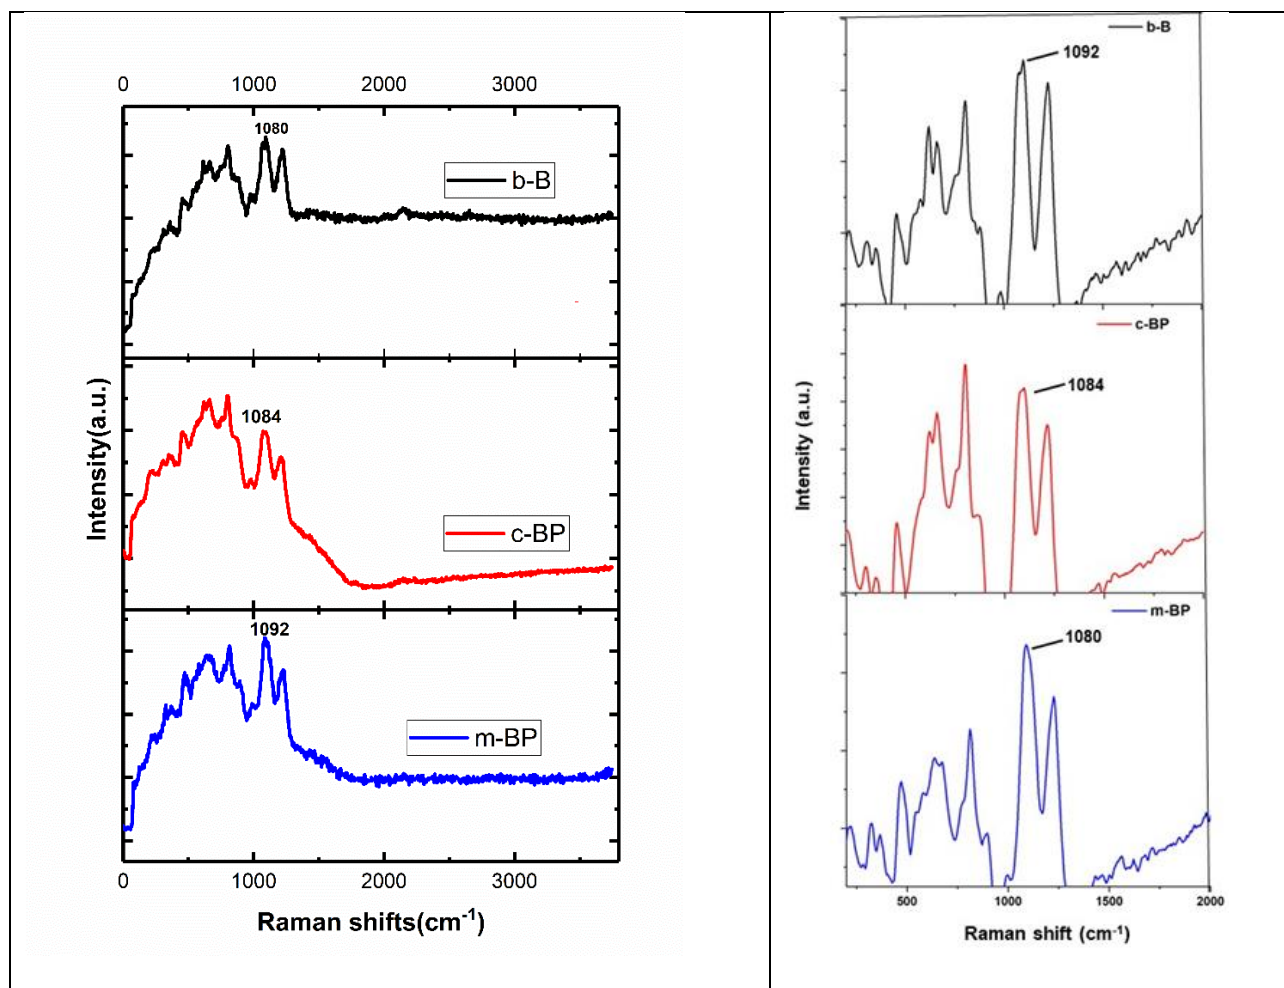 0 1000 2000 3000
1080
b-B
1084
c-BP
1092
m-BP
Intensity(a.u.)
0 1000 2000 3000
Raman shifts(cm-1)
b-B
1092
c-BP
1084
m-BP
1080
Intensity (a.u.)
500 1000 1500 2000
Raman shift (cm-1)